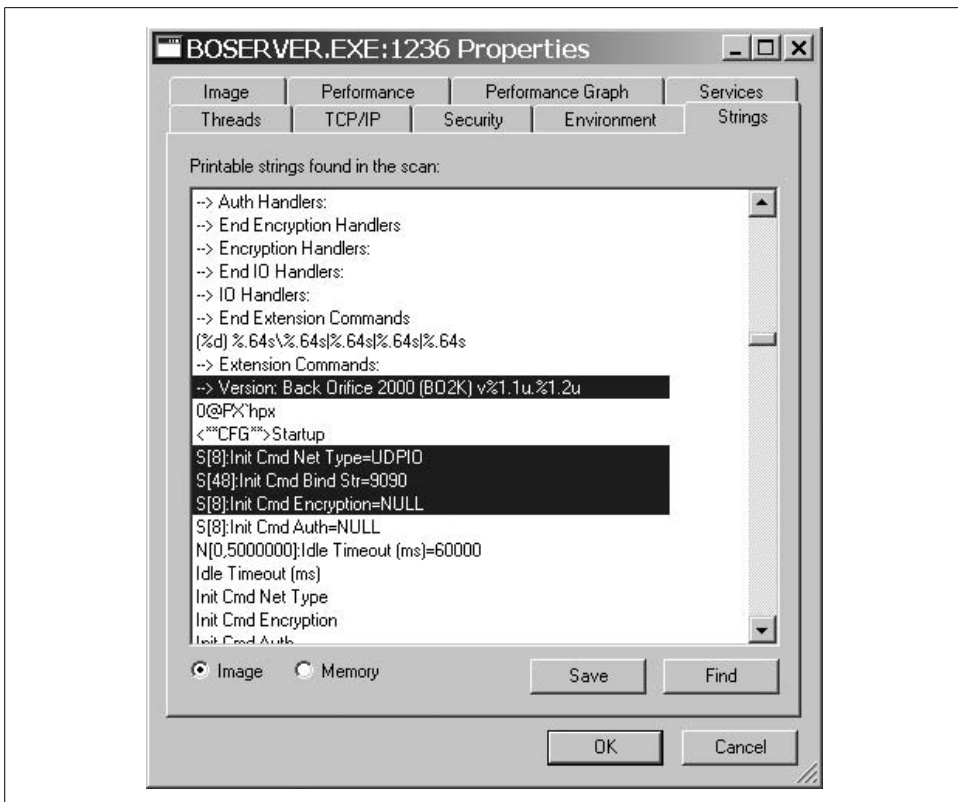 BOSERVER.EXE:1236 Properties
Image Performance Performance Graph Services
Threads TCP/IP Security Environment Strings
Printable strings found in the scan:
--> Auth Handlers:
--> End Encryption Handlers
--> Encryption Handlers:
--> End IO Handlers:
--> IO Handlers:
--> End Extension Commands
(%d) %.64s\%.64s|%.64s|%.64s|%.64s
--> Extension Commands:
--> Version: Back Orifice 2000 (BO2K) v%1.1u.%1.2u
0@PX`hpx
<**CFG**>Startup
S[8]:Init Cmd Net Type=UDPIO
S[48]:Init Cmd Bind Str=9090
S[8]:Init Cmd Encryption=NULL
S[8]:Init Cmd Auth=NULL
N[0,5000000]:Idle Timeout (ms)=60000
Idle Timeout (ms)
Init Cmd Net Type
Init Cmd Encryption
Init Cmd Auth
Image Memory Save Find
OK Cancel